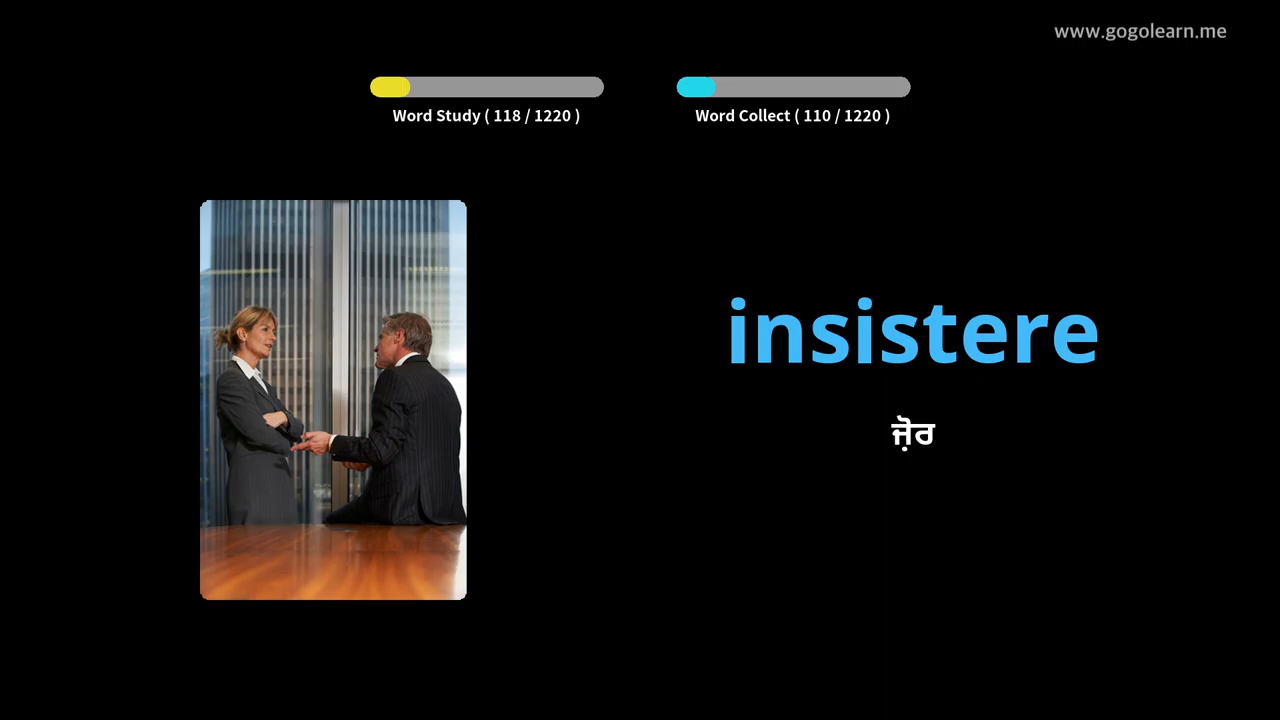 www.gogolearn.me
Word Study ( 118 / 1220 )
Word Collect ( 110 / 1220 )
insistere
ਜ਼ੋਰ